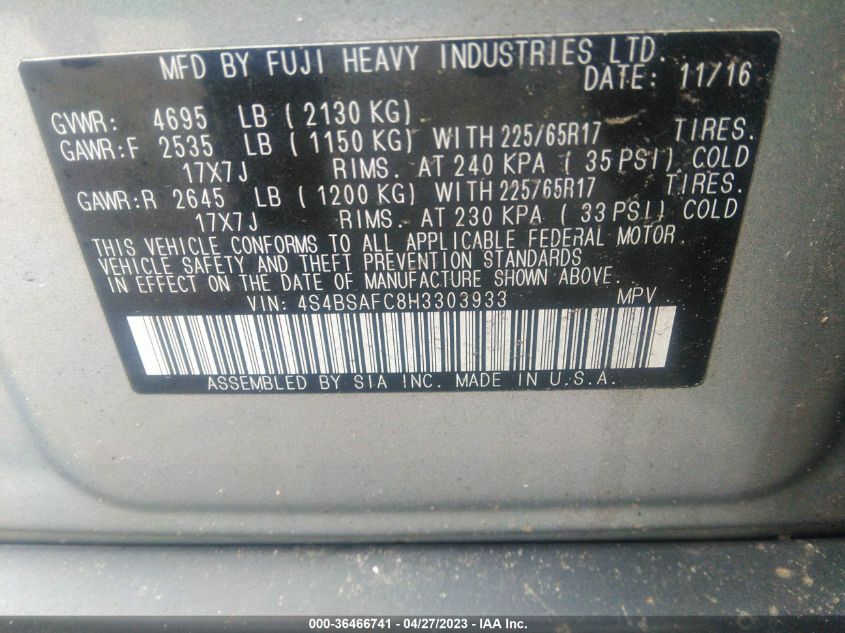 MFD BY FUJI HEAVY INDUSTRIES LTD.
DATE: 11/16
GVWR: 4695 LB ( 2130 KG)
GAWR:F 2535 LB ( 1150 KG) WITH 225/65R17 TIRES.
17X7J RIMS. AT 240 KPA ( 35 PSI) COLD
GAWR:R 2645 LB ( 1200 KG) WITH 225/65R17 TIRES.
17X7J RIMS. AT 230 KPA ( 33 PSI) COLD
THIS VEHICLE CONFORMS TO ALL APPLICABLE FEDERAL MOTOR
VEHICLE SAFETY AND THEFT PREVENTION STANDARDS
IN EFFECT ON THE DATE OF MANUFACTURE SHOWN ABOVE.
VIN: 4S4BSAFC8H3303933 MPV
ASSEMBLED BY SIA INC. MADE IN U.S.A.
000-36466741 - 04/27/2023 - IAA Inc.